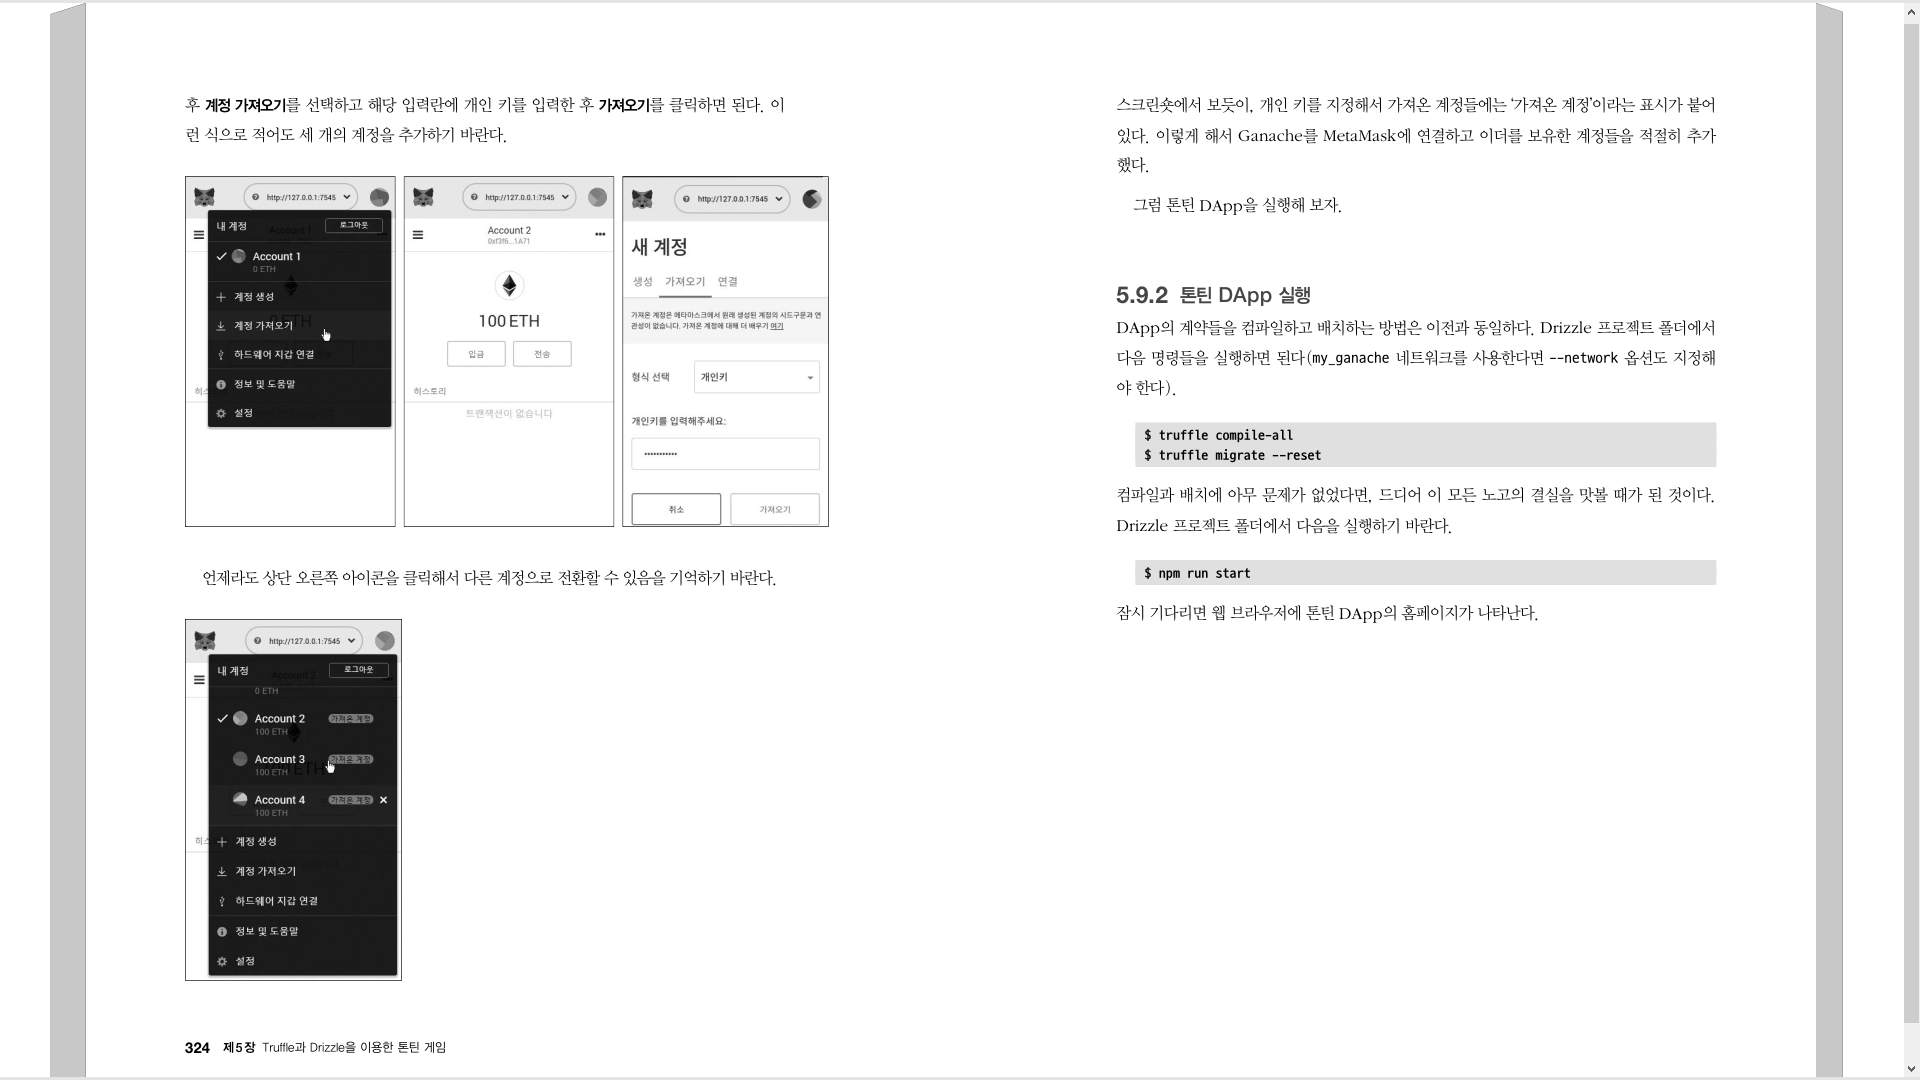 후 계정 가져오기를 선택하고 해당 입력란에 개인 키를 입력한 후 가져오기를 클릭하면 된다. 이
런 식으로 적어도 세 개의 계정을 추가하기 바란다.
http://127.0.0.1:7545
내 계정
로그아웃
Account 1
0 ETH
계정 생성
계정 가져오기
하드웨어 지갑 연결
정보 및 도움말
설정
http://127.0.0.1:7545
Account 2
0xf3f6...1A71
100 ETH
입금
전송
히스토리
트랜잭션이 없습니다
http://127.0.0.1:7545
새 계정
생성 가져오기 연결
가져온 계정은 메타마스크에서 원래 생성된 계정의 시드구문과 연
관성이 없습니다. 가져온 계정에 대해 더 배우기 여기
형식 선택
개인키
개인키를 입력해주세요:
취소
가져오기
언제라도 상단 오른쪽 아이콘을 클릭해서 다른 계정으로 전환할 수 있음을 기억하기 바란다.
http://127.0.0.1:7545
내 계정
로그아웃
0 ETH
Account 2 가져온 계정
100 ETH
Account 3 가져온 계정
100 ETH
Account 4 가져온 계정
100 ETH
계정 생성
계정 가져오기
하드웨어 지갑 연결
정보 및 도움말
설정
324 제5장 Truffle과 Drizzle을 이용한 톤틴 게임
스크린숏에서 보듯이, 개인 키를 지정해서 가져온 계정들에는 ‘가져온 계정’이라는 표시가 붙어
있다. 이렇게 해서 Ganache를 MetaMask에 연결하고 이더를 보유한 계정들을 적절히 추가
했다.
그럼 톤틴 DApp을 실행해 보자.
5.9.2 톤틴 DApp 실행
DApp의 계약들을 컴파일하고 배치하는 방법은 이전과 동일하다. Drizzle 프로젝트 폴더에서
다음 명령들을 실행하면 된다(my_ganache 네트워크를 사용한다면 --network 옵션도 지정해
야 한다).
$ truffle compile-all
$ truffle migrate --reset
컴파일과 배치에 아무 문제가 없었다면, 드디어 이 모든 노고의 결실을 맛볼 때가 된 것이다.
Drizzle 프로젝트 폴더에서 다음을 실행하기 바란다.
$ npm run start
잠시 기다리면 웹 브라우저에 톤틴 DApp의 홈페이지가 나타난다.